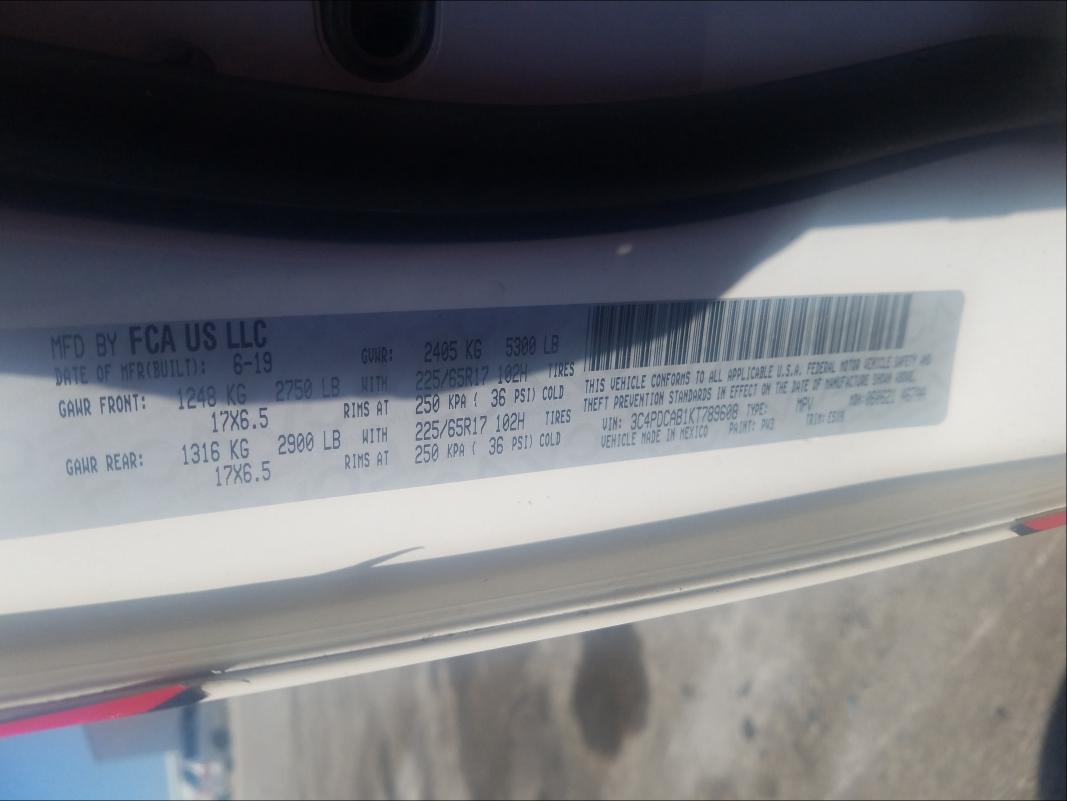 MFD BY FCA US LLC
DATE OF MFR(BUILT): 6-19 GVWR: 2405 KG 5300 LB
GAWR FRONT: 1248 KG 2750 LB WITH 225/65R17 102H TIRES
17X6.5 RIMS AT 250 KPA ( 36 PSI) COLD
GAWR REAR: 1316 KG 2900 LB WITH 225/65R17 102H TIRES
17X6.5 RIMS AT 250 KPA ( 36 PSI) COLD
THIS VEHICLE CONFORMS TO ALL APPLICABLE U.S.A. FEDERAL MOTOR VEHICLE SAFETY AND
THEFT PREVENTION STANDARDS IN EFFECT ON THE DATE OF MANUFACTURE SHOWN ABOVE.
VIN: 3C4PDCAB1KT789608 TYPE: MPV MDH:
VEHICLE MADE IN MEXICO PAINT: PW3 TRIM: